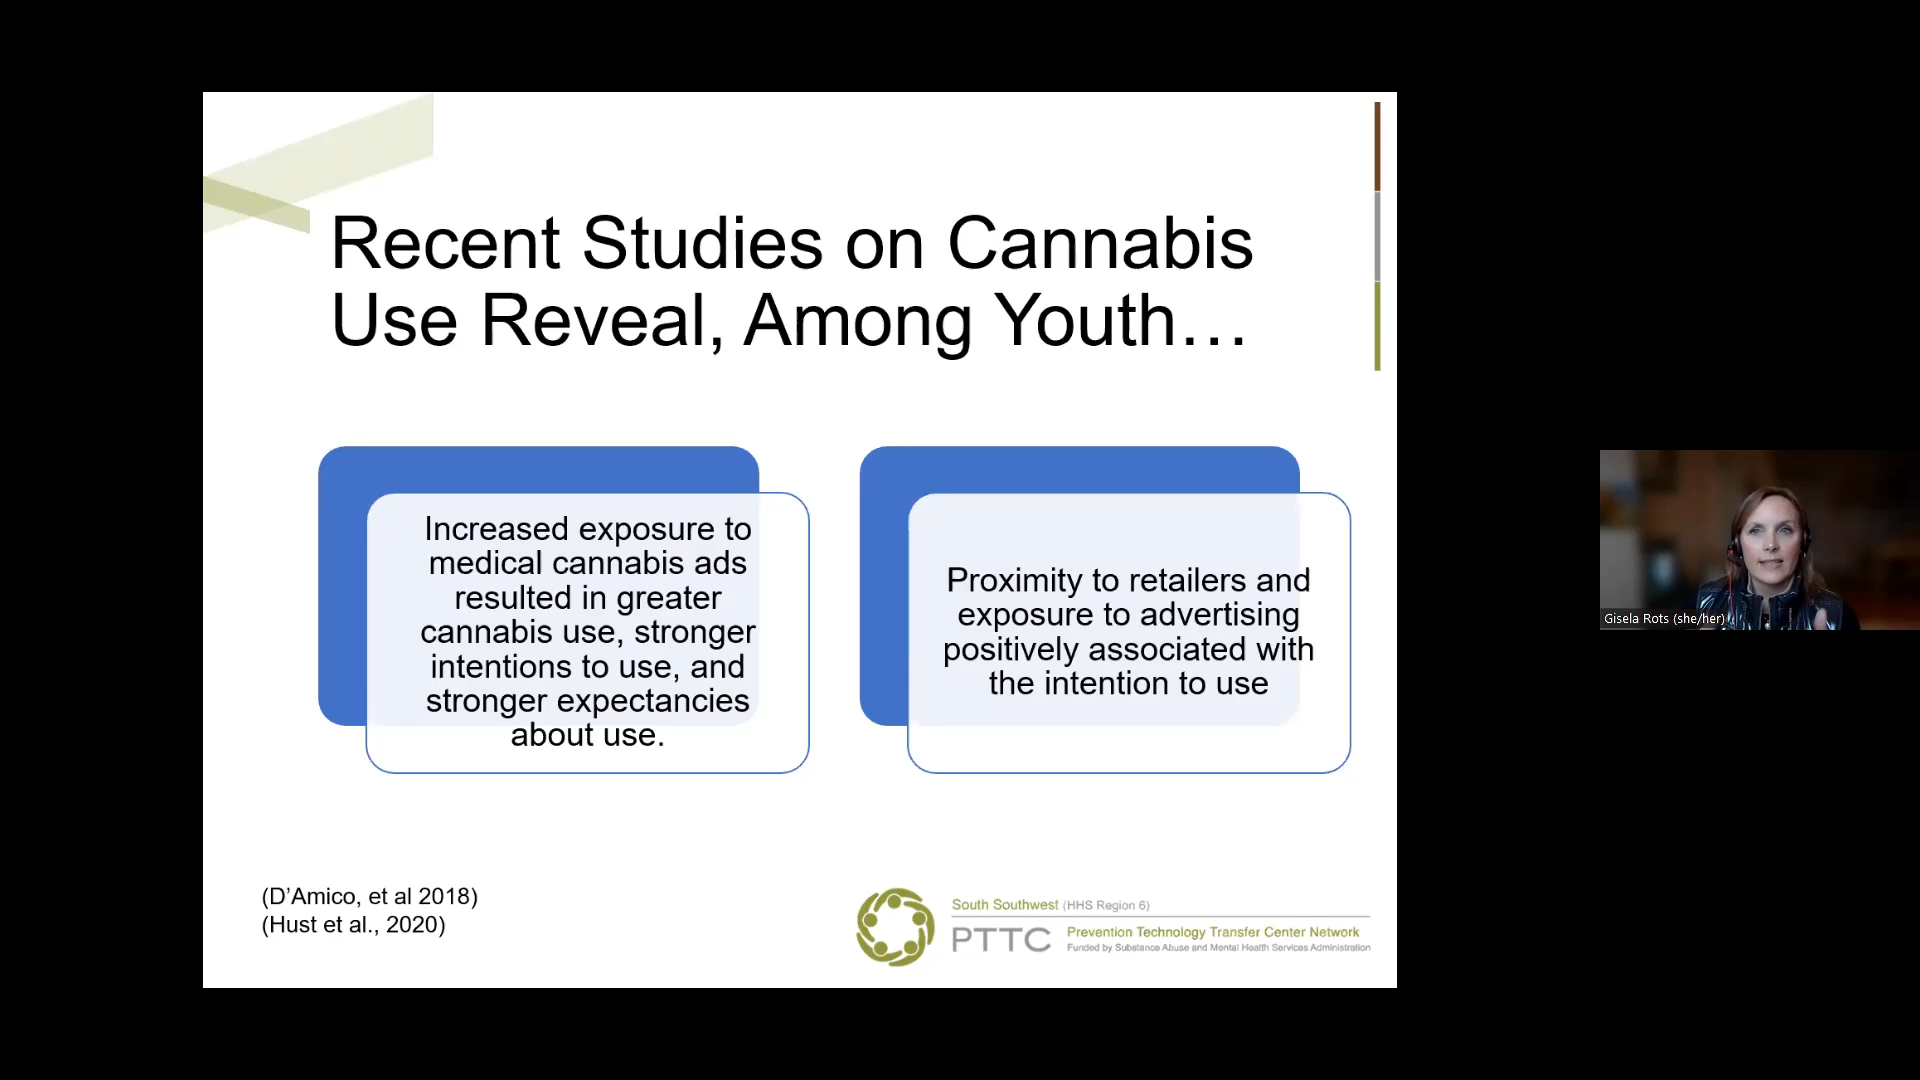 Recent Studies on Cannabis
Use Reveal, Among Youth…
Increased exposure to
medical cannabis ads
resulted in greater
cannabis use, stronger
intentions to use, and
stronger expectancies
about use.
Proximity to retailers and
exposure to advertising
positively associated with
the intention to use
(D’Amico, et al 2018)
(Hust et al., 2020)
South Southwest (HHS Region 6)
PTTC
Prevention Technology Transfer Center Network
Funded by Substance Abuse and Mental Health Services Administration
Gisela Rots (she/her)